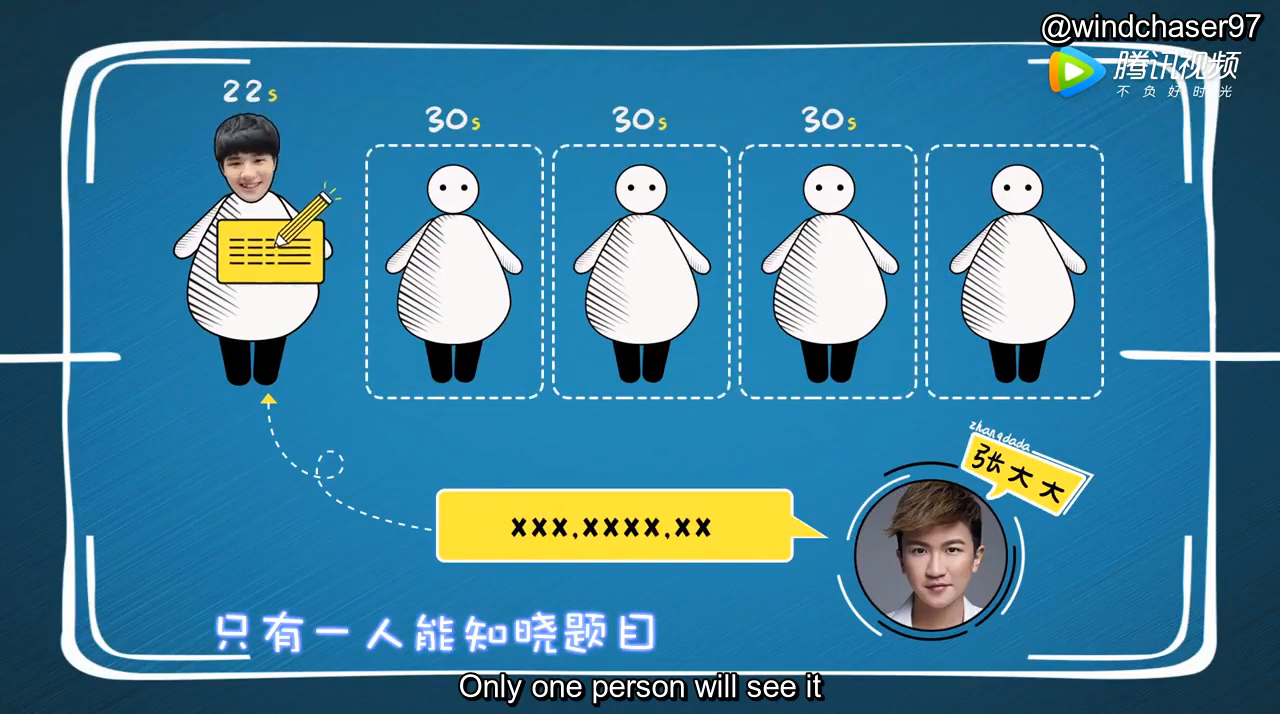 @windchaser97
腾讯视频
不负好时光
22s
30s
30s
30s
zhangdada
张大大
xxx,xxxx,xx
只有一人能知晓题目
Only one person will see it